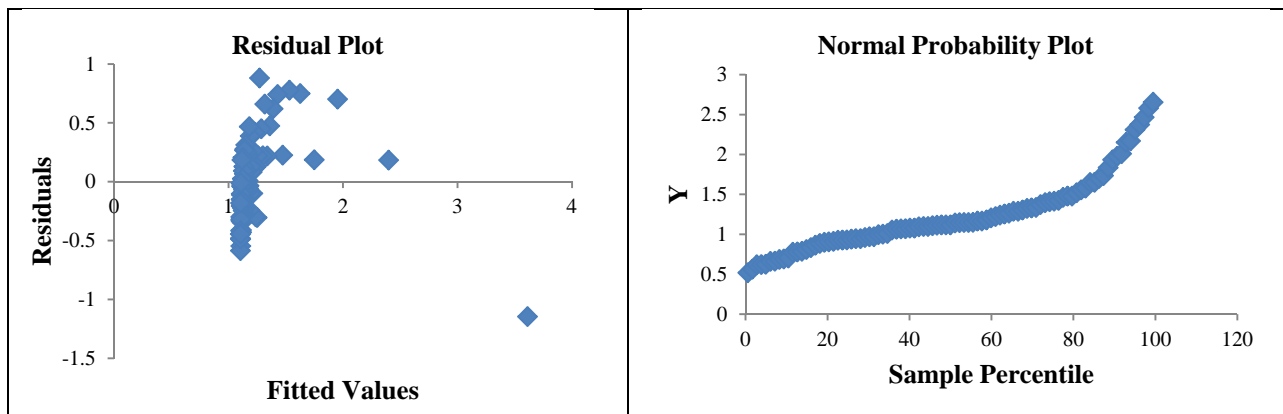 Residual Plot
1
0.5
0
-0.5
-1
-1.5
0 1 2 3 4
Residuals
Fitted Values
Normal Probability Plot
3
2.5
2
1.5
1
0.5
0
0 20 40 60 80 100 120
Y
Sample Percentile